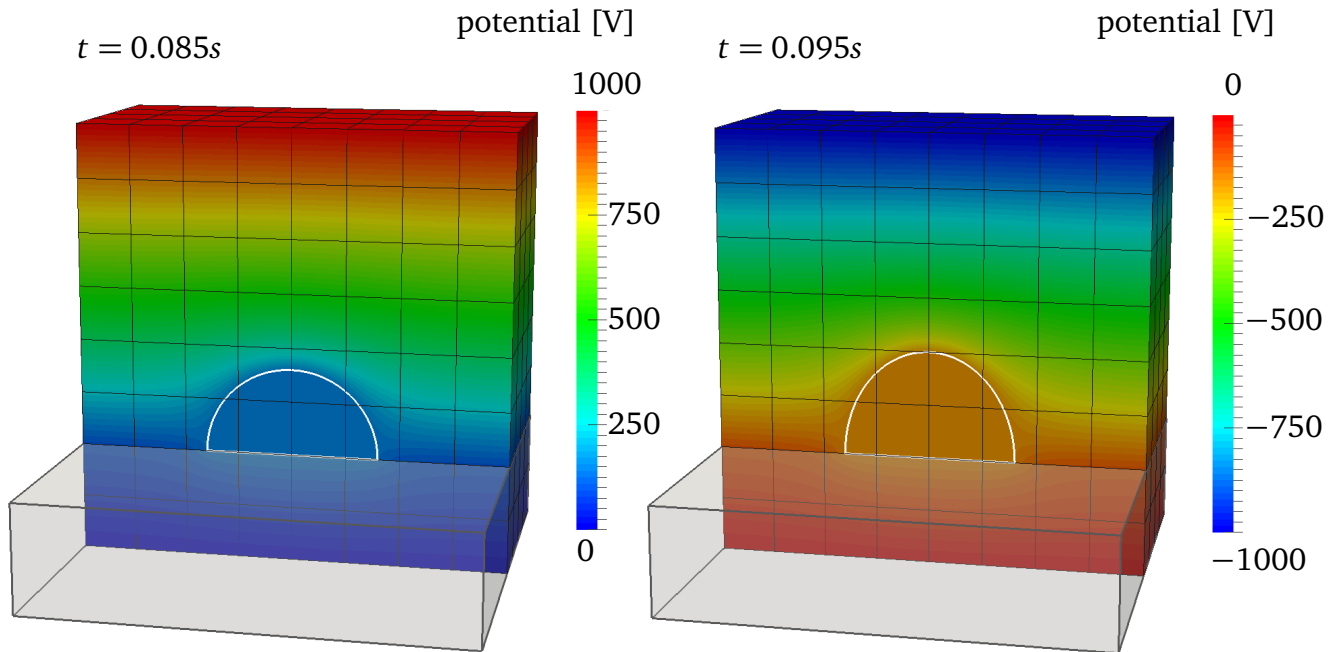 potential [V]
t = 0.085s
1000
750
500
250
0
potential [V]
t = 0.095s
0
−250
−500
−750
−1000